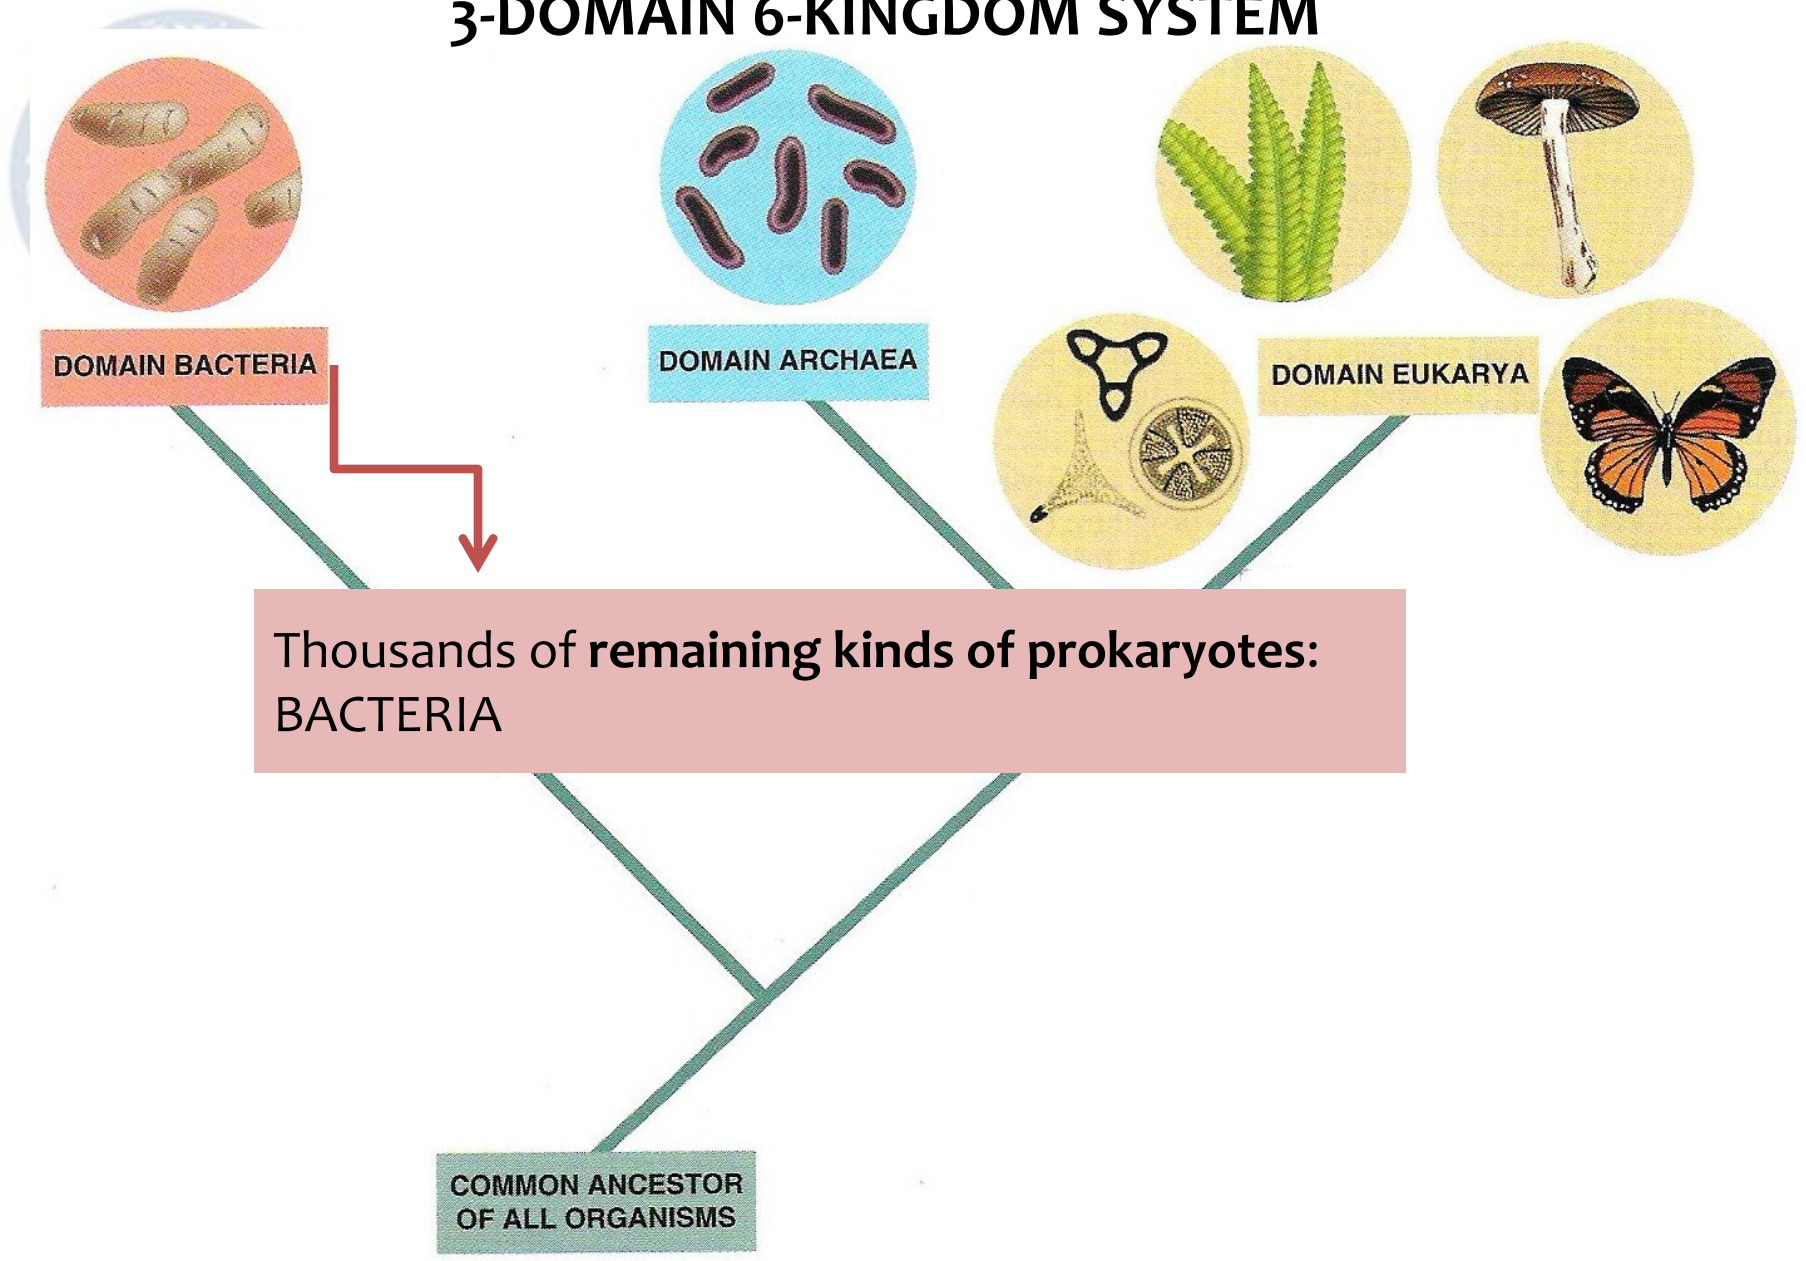 3-DOMAIN 6-KINGDOM SYSTEM
DOMAIN BACTERIA
DOMAIN ARCHAEA
DOMAIN EUKARYA
Thousands of remaining kinds of prokaryotes:
BACTERIA
COMMON ANCESTOR
OF ALL ORGANISMS